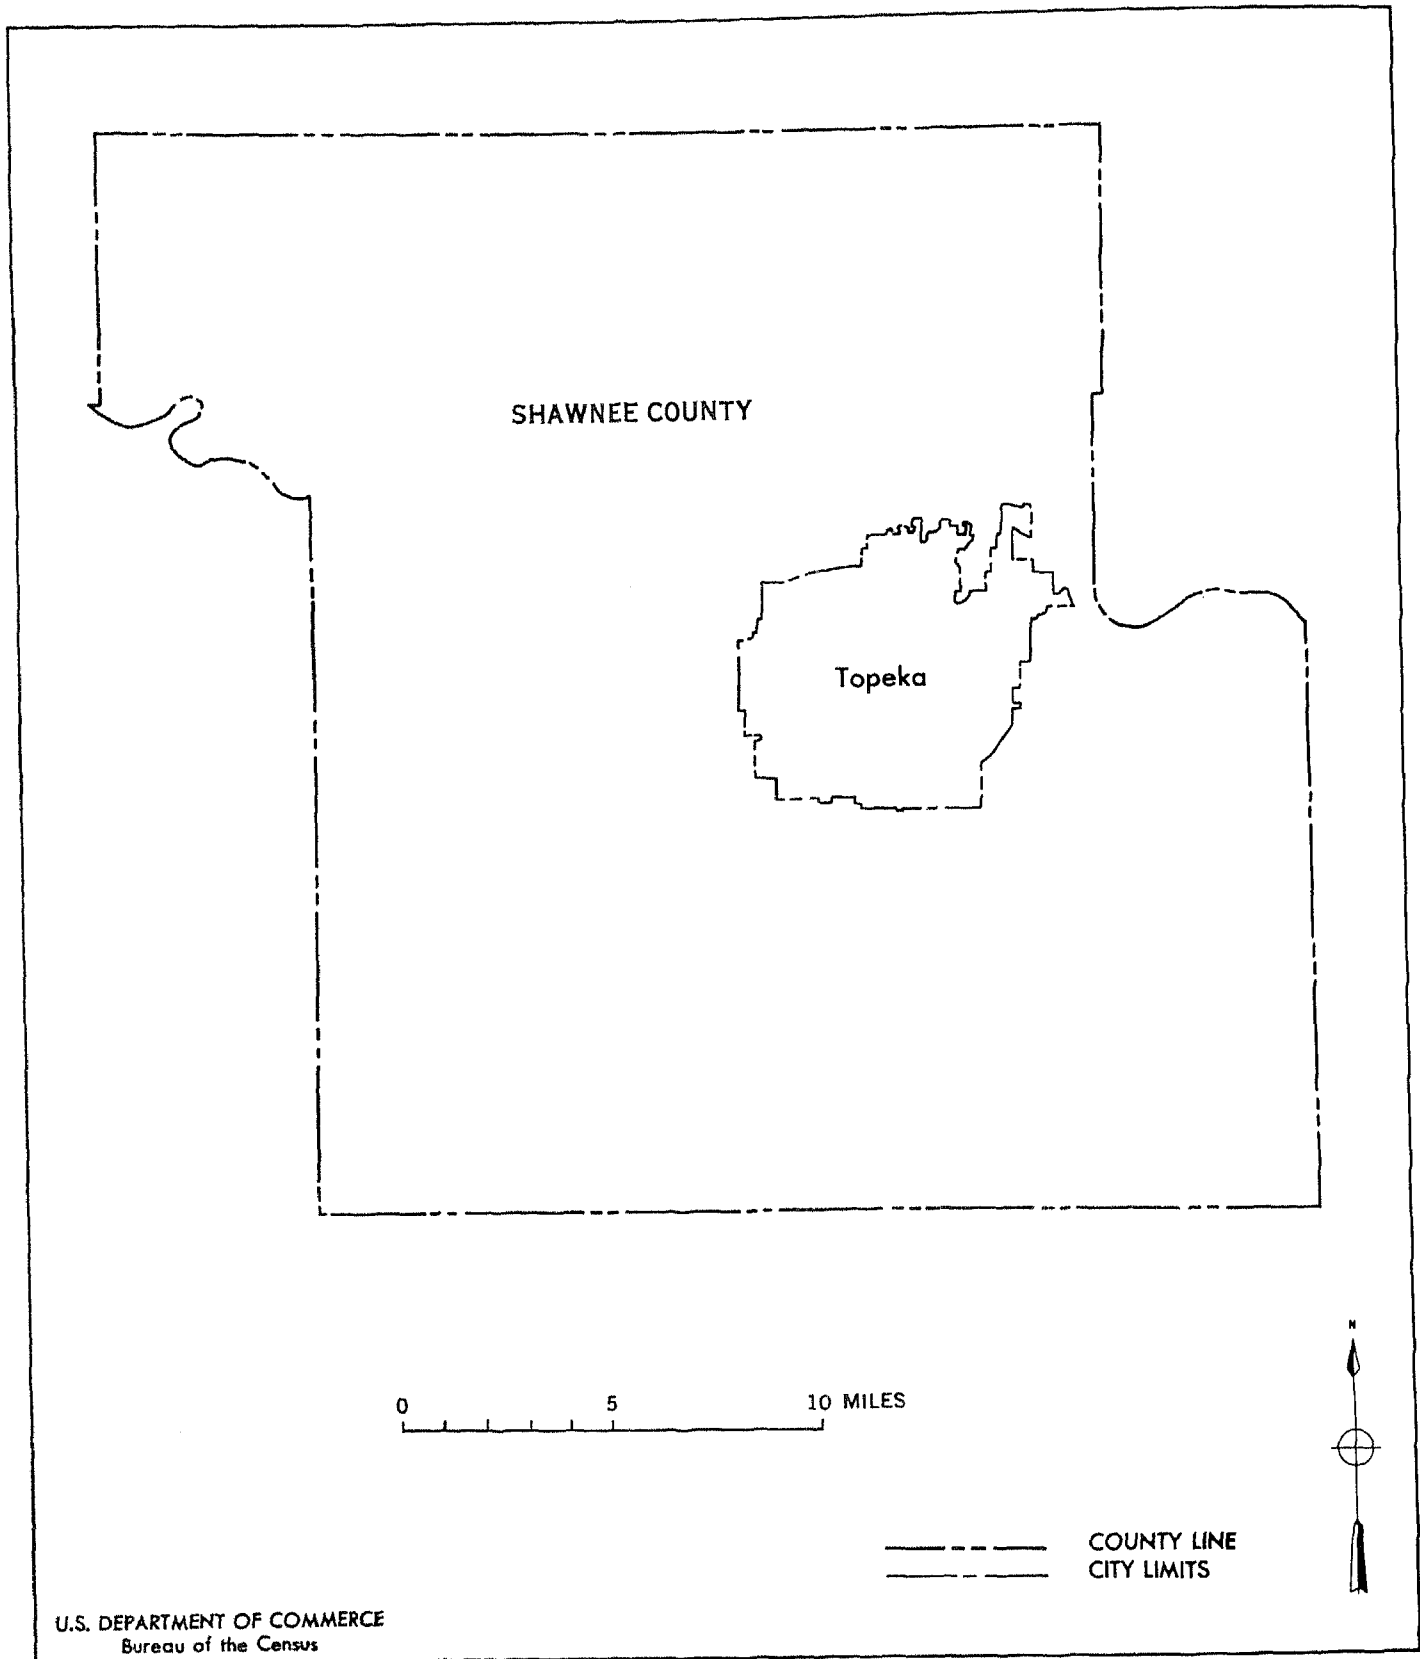 SHAWNEE COUNTY
Topeka
N
0 5 10 MILES
COUNTY LINE
CITY LIMITS
U.S. DEPARTMENT OF COMMERCE
Bureau of the Census